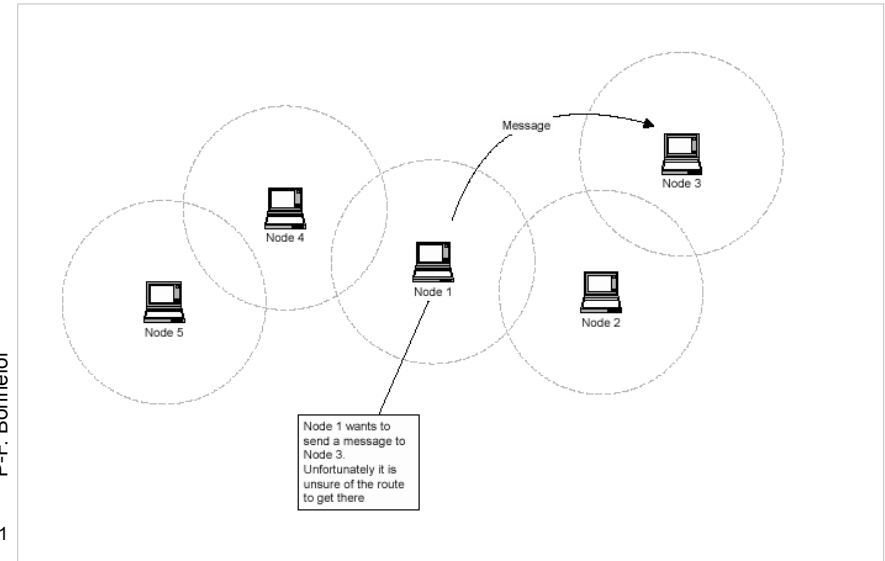 Message
Node 3
Node 4
Node 1
Node 2
Node 5
Node 1 wants to
send a message to
Node 3.
Unfortunately it is
unsure of the route
to get there
1